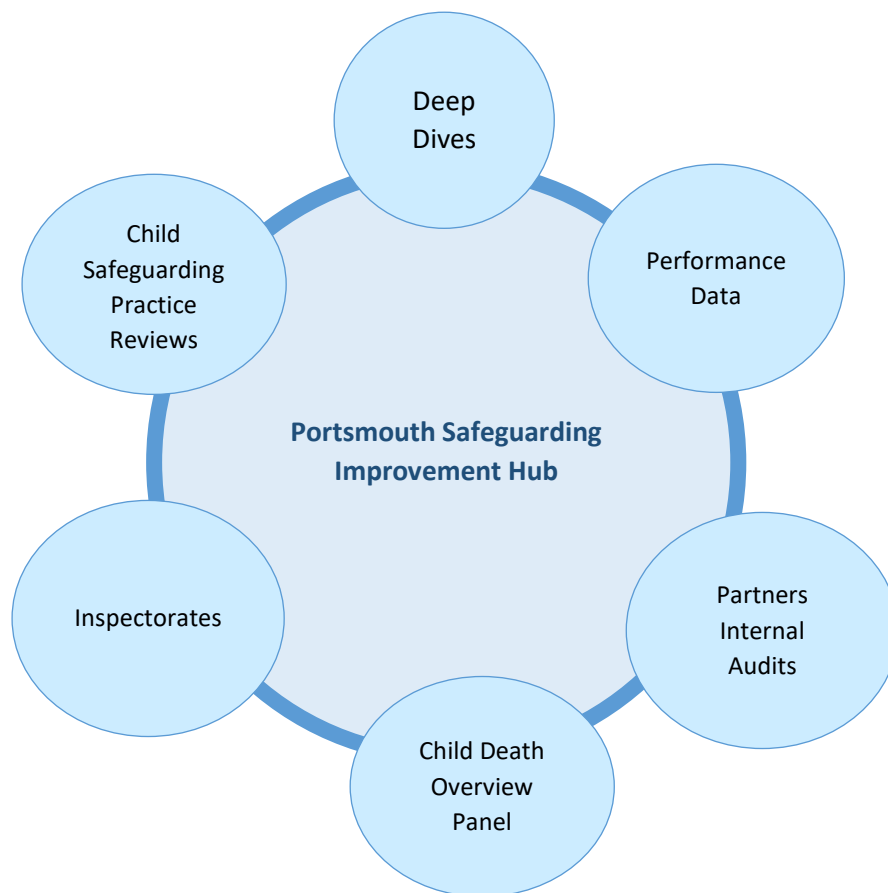 Deep
Dives
Performance
Data
Partners
Internal
Audits
Child Death
Overview
Panel
Inspectorates
Child
Safeguarding
Practice
Reviews
Portsmouth Safeguarding
Improvement Hub